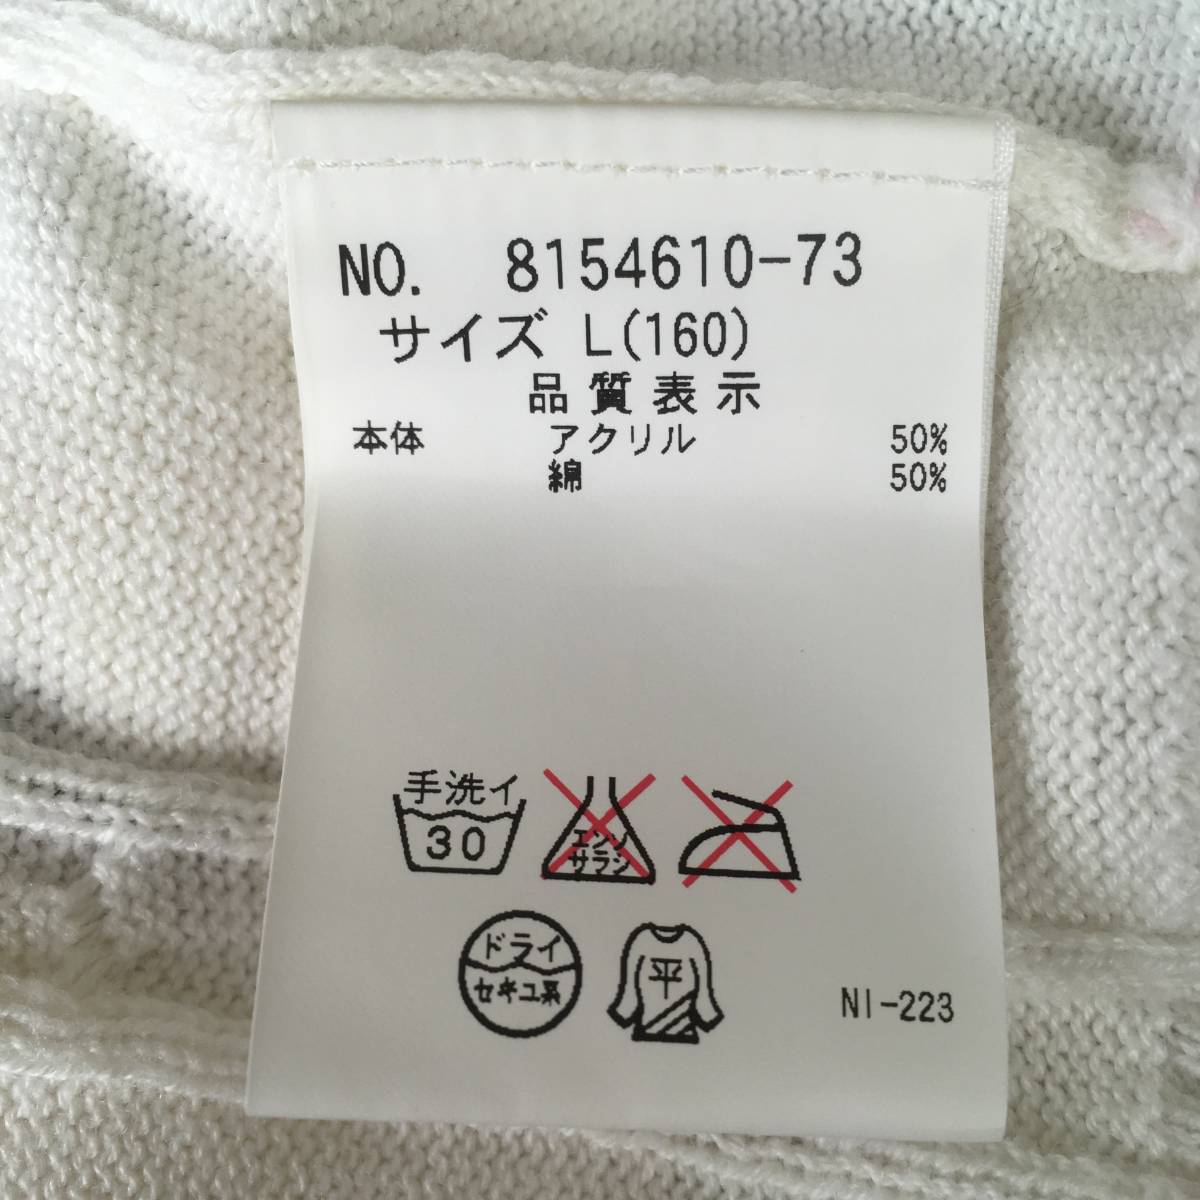 NO. 8154610-73
サイズ L(160)
品質表示
本体 アクリル 50%
綿 50%
手洗イ
30
エンソ
サラシ
ドライ
セキユ系
平
NI-223